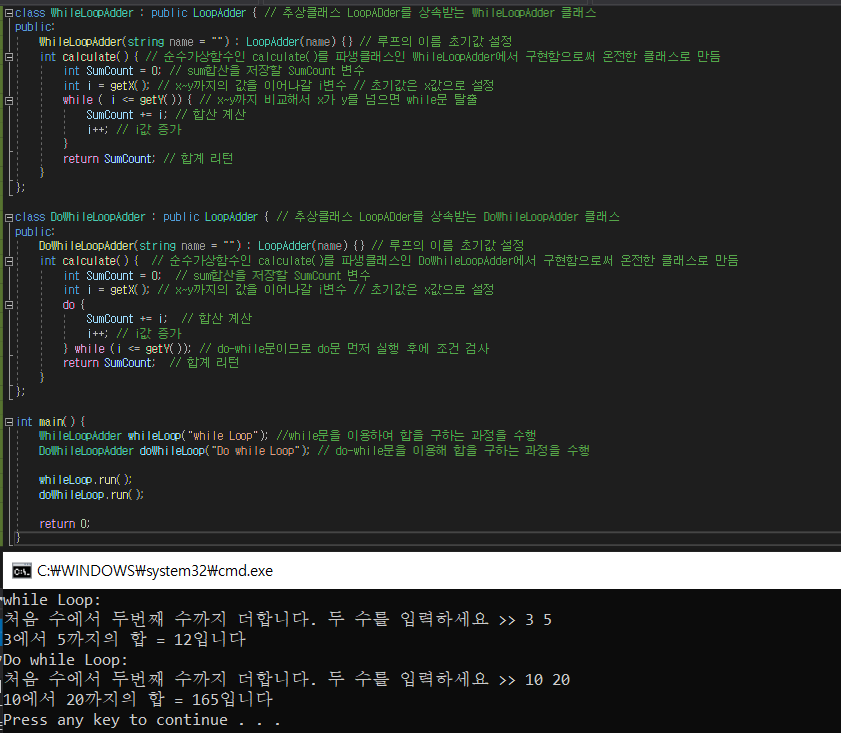 class WhileLoopAdder : public LoopAdder { // 추상클래스 LoopADder를 상속받는 WhileLoopAdder 클래스
public:
WhileLoopAdder(string name = "") : LoopAdder(name) {} // 루프의 이름 초기값 설정
int calculate() { // 순수가상함수인 calculate()를 파생클래스인 WhileLoopAdder에서 구현함으로써 온전한 클래스로 만듬
int SumCount = 0; // sum합산을 저장할 SumCount 변수
int i = getX(); // x~y까지의 값을 이어나갈 i변수 // 초기값은 x값으로 설정
while ( i <= getY()) { // x~y까지 비교해서 x가 y를 넘으면 while문 탈출
SumCount += i; // 합산 계산
i++; // i값 증가
}
return SumCount; // 합계 리턴
}
};
class DoWhileLoopAdder : public LoopAdder { // 추상클래스 LoopADder를 상속받는 DoWhileLoopAdder 클래스
public:
DoWhileLoopAdder(string name = "") : LoopAdder(name) {} // 루프의 이름 초기값 설정
int calculate() { // 순수가상함수인 calculate()를 파생클래스인 DoWhileLoopAdder에서 구현함으로써 온전한 클래스로 만듬
int SumCount = 0; // sum합산을 저장할 SumCount 변수
int i = getX(); // x~y까지의 값을 이어나갈 i변수 // 초기값은 x값으로 설정
do {
SumCount += i; // 합산 계산
i++; // i값 증가
} while (i <= getY()); // do-while문이므로 do문 먼저 실행 후에 조건 검사
return SumCount; // 합계 리턴
}
};
int main() {
WhileLoopAdder whileLoop("while Loop"); //while문을 이용하여 합을 구하는 과정을 수행
DoWhileLoopAdder doWhileLoop("Do while Loop"); // do-while문을 이용해 합을 구하는 과정을 수행
whileLoop.run();
doWhileLoop.run();
return 0;
}
C:₩WINDOWS₩system32₩cmd.exe
while Loop:
처음 수에서 두번째 수까지 더합니다. 두 수를 입력하세요 >> 3 5
3에서 5까지의 합 = 12입니다
Do while Loop:
처음 수에서 두번째 수까지 더합니다. 두 수를 입력하세요 >> 10 20
10에서 20까지의 합 = 165입니다
Press any key to continue . . .